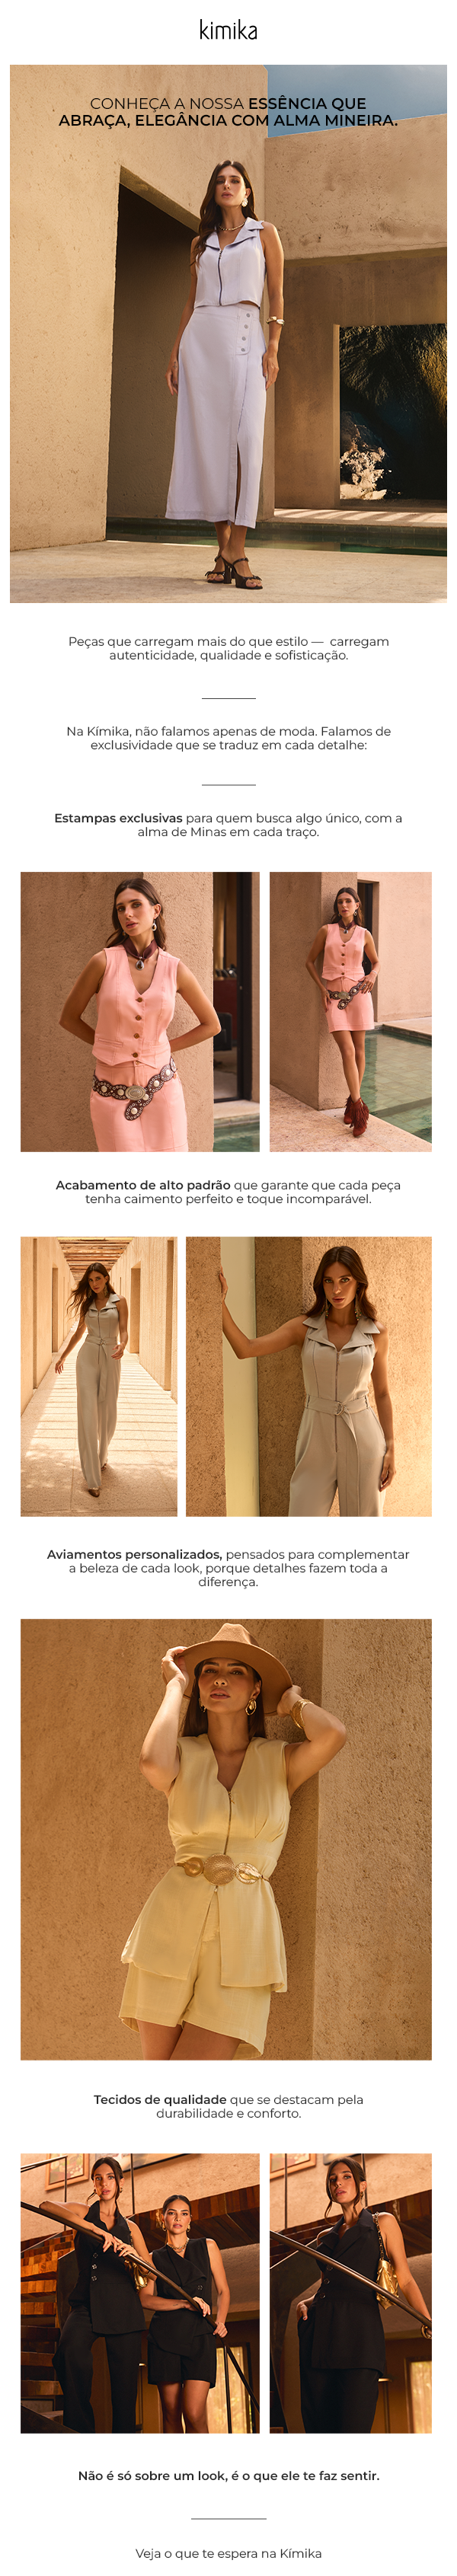 kimika
CONHEÇA A NOSSA ESSÊNCIA QUE
ABRAÇA, ELEGÂNCIA COM ALMA MINEIRA.
Peças que carregam mais do que estilo — carregam
autenticidade, qualidade e sofisticação.
Na Kímika, não falamos apenas de moda. Falamos de
exclusividade que se traduz em cada detalhe:
Estampas exclusivas para quem busca algo único, com a
alma de Minas em cada traço.
Acabamento de alto padrão que garante que cada peça
tenha caimento perfeito e toque incomparável.
Aviamentos personalizados, pensados para complementar
a beleza de cada look, porque detalhes fazem toda a
diferença.
Tecidos de qualidade que se destacam pela
durabilidade e conforto.
Não é só sobre um look, é o que ele te faz sentir.
Veja o que te espera na Kímika